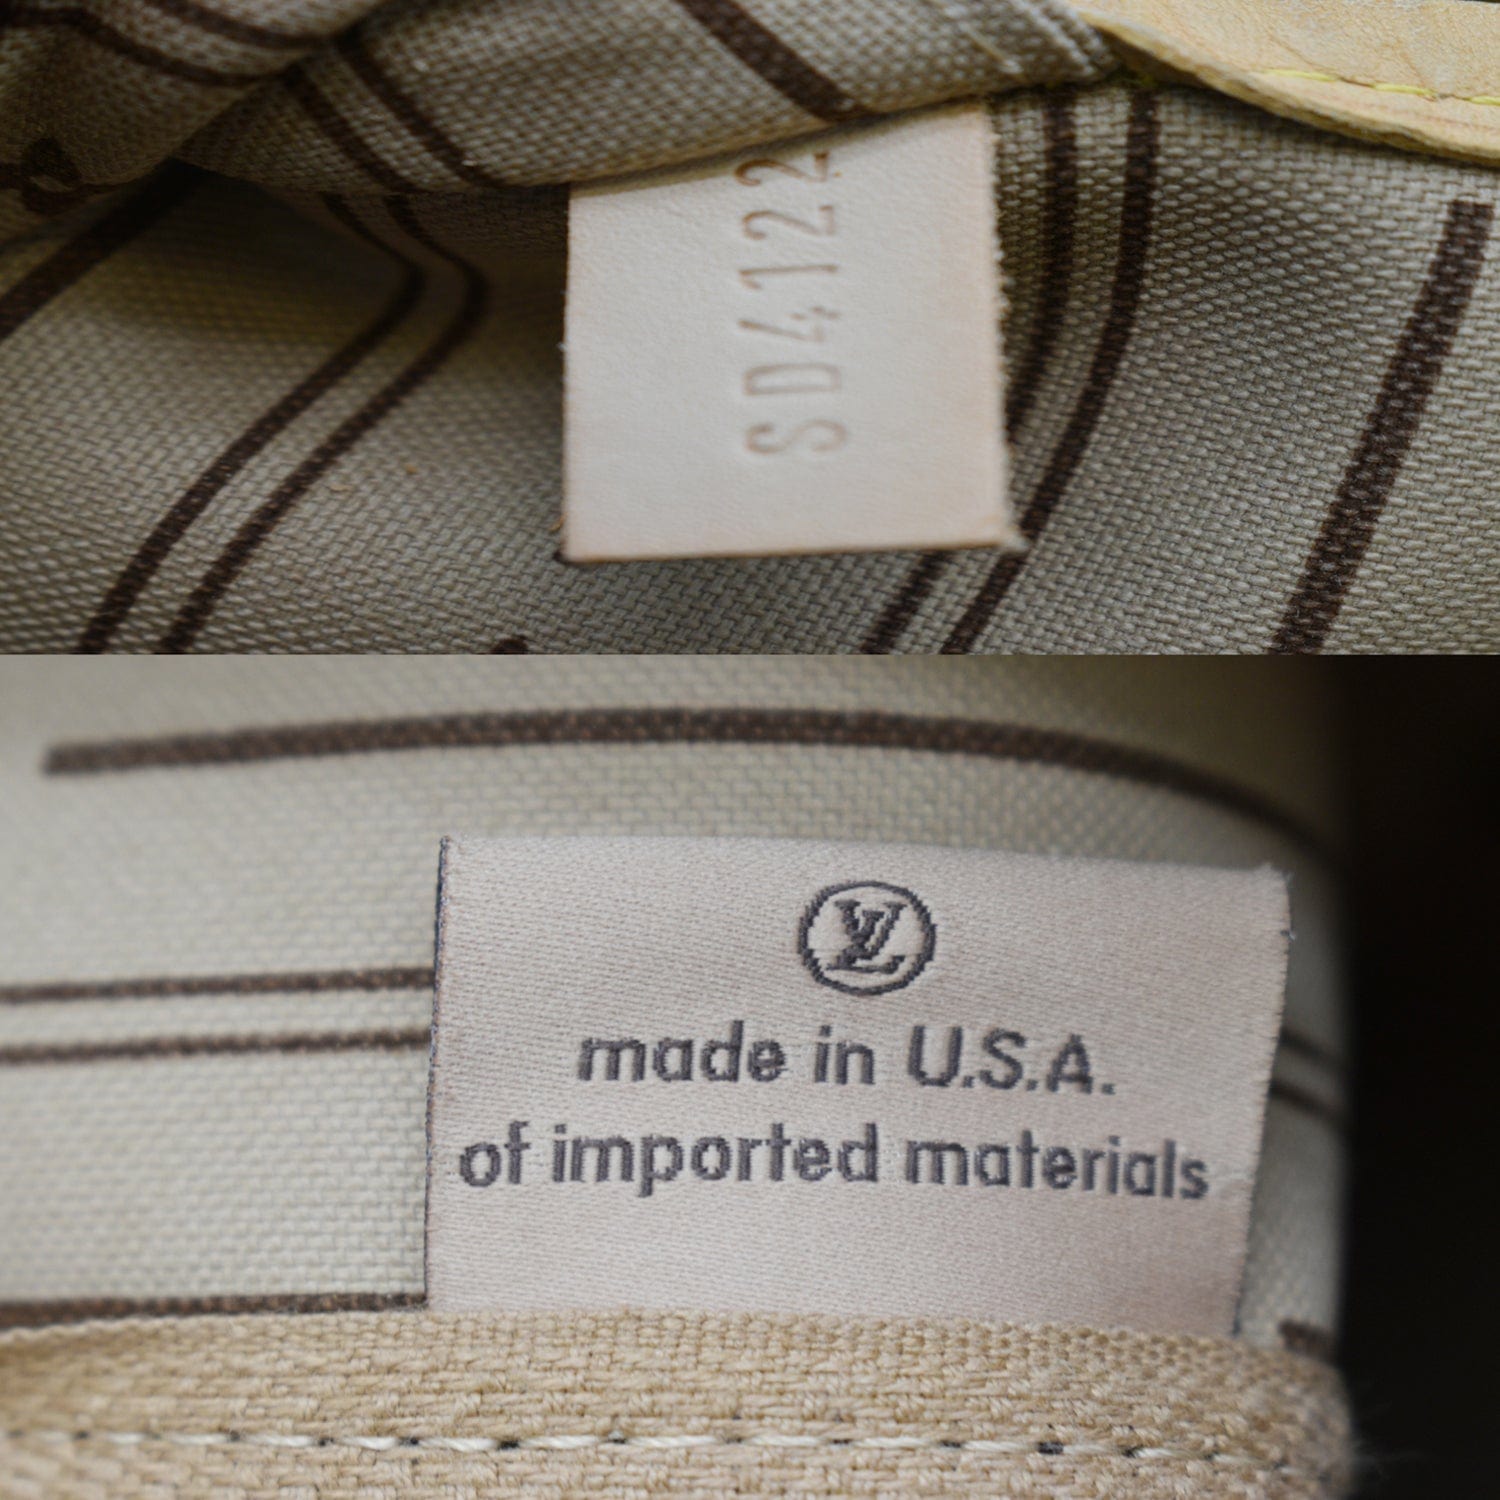 SD4122
LV
made in U.S.A.
of imported materials